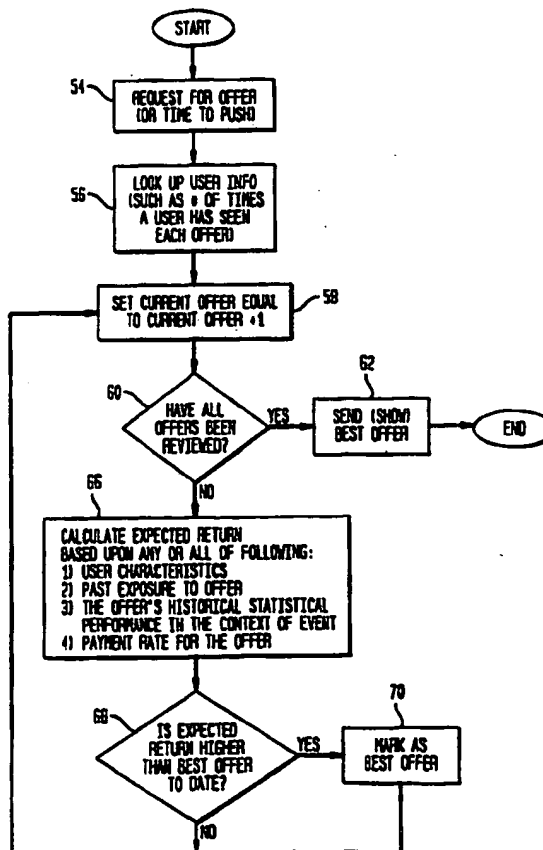 START
54
REQUEST FOR OFFER
(OR TIME TO PUSH)
56
LOOK UP USER INFO
(SUCH AS # OF TIMES
A USER HAS SEEN
EACH OFFER)
SET CURRENT OFFER EQUAL
TO CURRENT OFFER +1
58
60
HAVE ALL
OFFERS BEEN
REVIEWED?
YES
62
SEND (SHOW)
BEST OFFER
END
NO
66
CALCULATE EXPECTED RETURN
BASED UPON ANY OR ALL OF FOLLOWING:
1) USER CHARACTERISTICS
2) PAST EXPOSURE TO OFFER
3) THE OFFER'S HISTORICAL STATISTICAL
PERFORMANCE IN THE CONTEXT OF EVENT
4) PAYMENT RATE FOR THE OFFER
68
IS EXPECTED
RETURN HIGHER
THAN BEST OFFER
TO DATE?
YES
70
MARK AS
BEST OFFER
NO